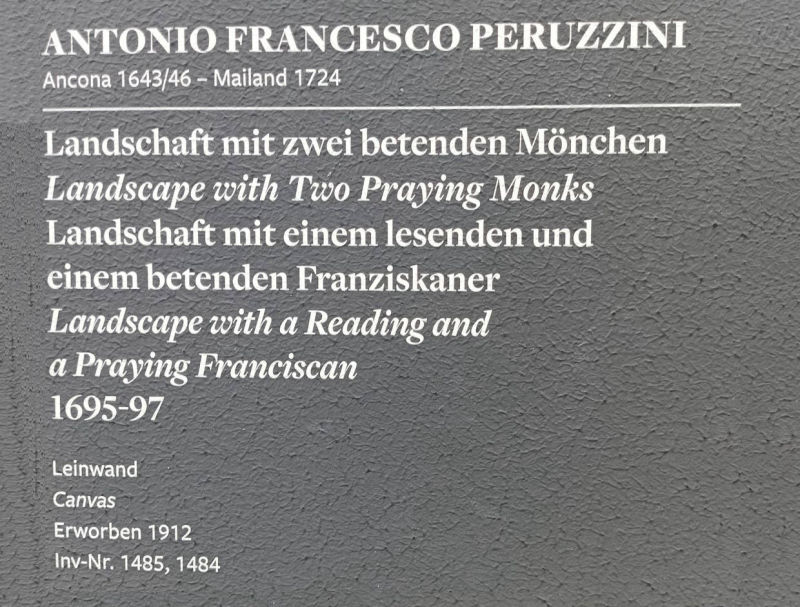 ANTONIO FRANCESCO PERUZZINI
Ancona 1643/46 – Mailand 1724
Landschaft mit zwei betenden Mönchen
Landscape with Two Praying Monks
Landschaft mit einem lesenden und
einem betenden Franziskaner
Landscape with a Reading and
a Praying Franciscan
1695-97
Leinwand
Canvas
Erworben 1912
Inv-Nr. 1485, 1484